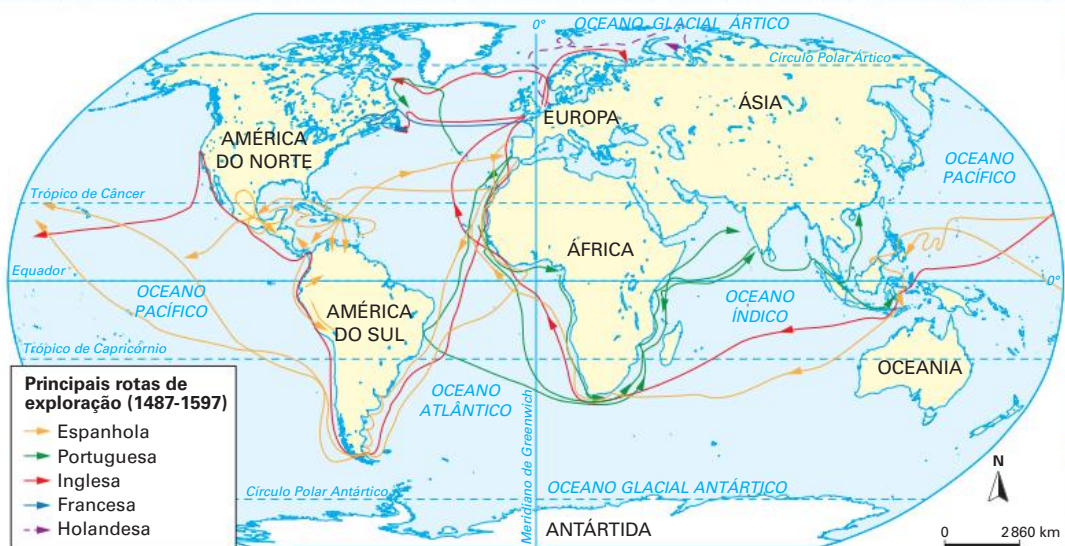 0°
OCEANO GLACIAL ÁRTICO
Círculo Polar Ártico
ÁSIA
EUROPA
AMÉRICA
DO NORTE
OCEANO
PACÍFICO
Trópico de Câncer
ÁFRICA
Equador
0°
OCEANO
PACÍFICO
AMÉRICA
DO SUL
OCEANO
ÍNDICO
Trópico de Capricórnio
OCEANIA
OCEANO
ATLÂNTICO
Meridiano de Greenwich
Principais rotas de
exploração (1487-1597)
Espanhola
Portuguesa
Inglesa
Francesa
Holandesa
N
Círculo Polar Antártico
OCEANO GLACIAL ANTÁRTICO
ANTÁRTIDA
0 2 860 km